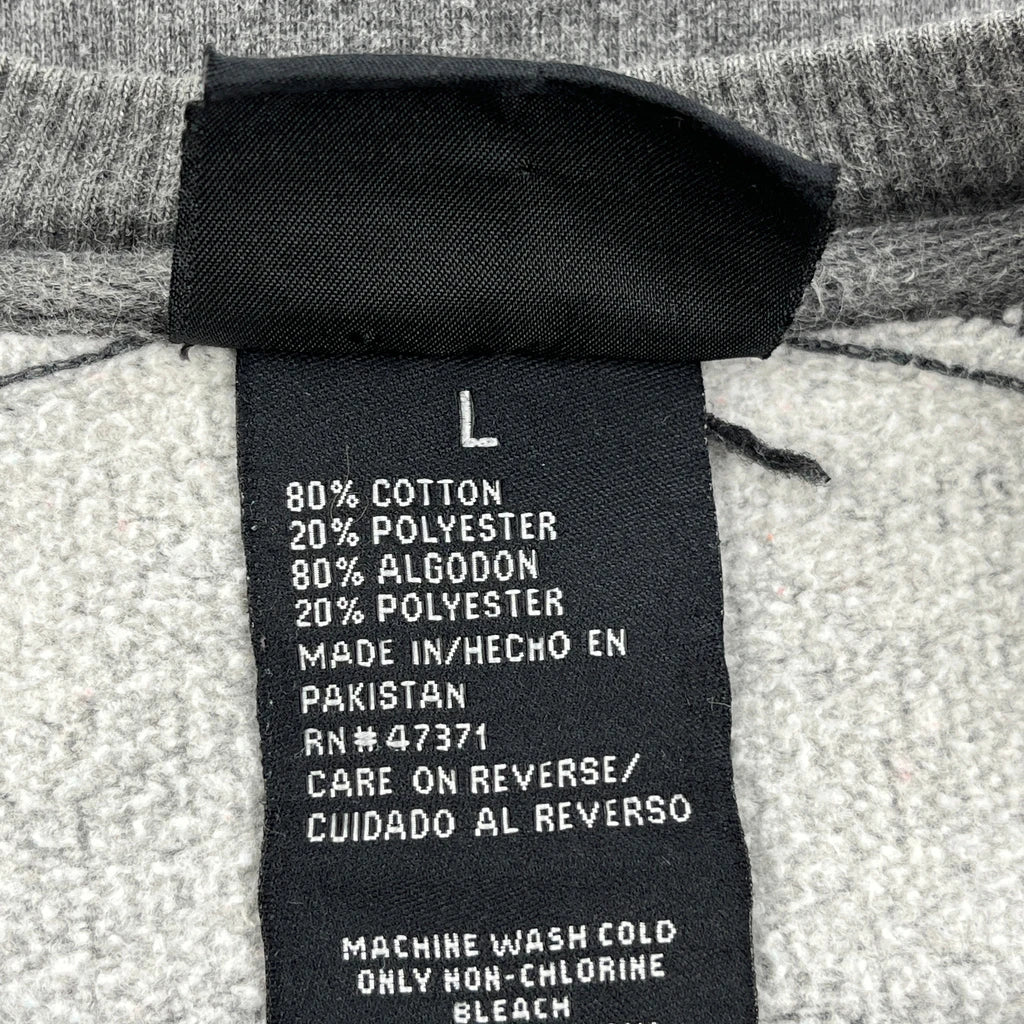 L
80% COTTON
20% POLYESTER
80% ALGODON
20% POLYESTER
MADE IN/HECHO EN
PAKISTAN
RN#47371
CARE ON REVERSE/
CUIDADO AL REVERSO
MACHINE WASH COLD
ONLY NON-CHLORINE
BLEACH